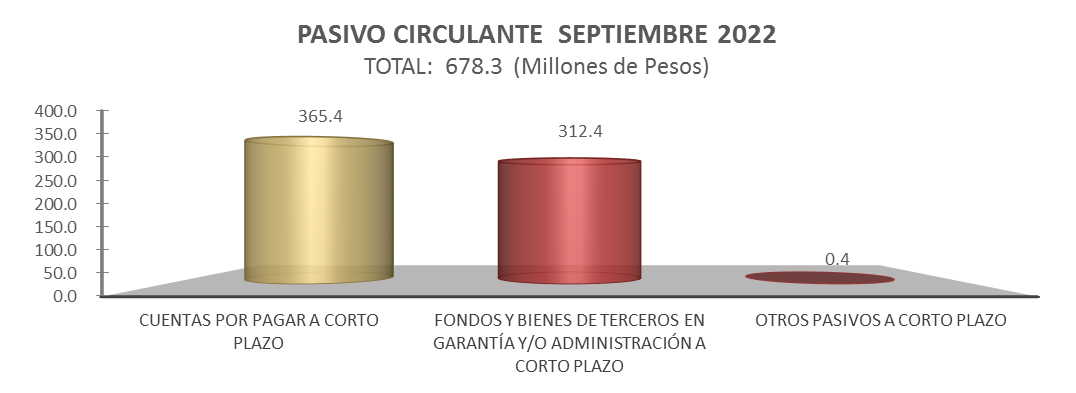 PASIVO CIRCULANTE SEPTIEMBRE 2022
TOTAL: 678.3 (Millones de Pesos)
400.0
350.0
300.0
250.0
200.0
150.0
100.0
50.0
0.0
365.4
312.4
0.4
CUENTAS POR PAGAR A CORTO
PLAZO
FONDOS Y BIENES DE TERCEROS EN
GARANTÍA Y/O ADMINISTRACIÓN A
CORTO PLAZO
OTROS PASIVOS A CORTO PLAZO